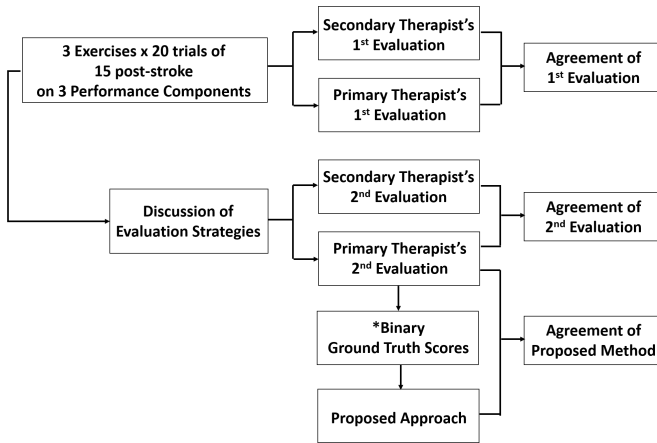 3 Exercises x 20 trials of
15 post-stroke
on 3 Performance Components
Secondary Therapist's
1st Evaluation
Primary Therapist's
1st Evaluation
Agreement of
1st Evaluation
Discussion of
Evaluation Strategies
Secondary Therapist's
2nd Evaluation
Primary Therapist's
2nd Evaluation
Agreement of
2nd Evaluation
*Binary
Ground Truth Scores
Proposed Approach
Agreement of
Proposed Method